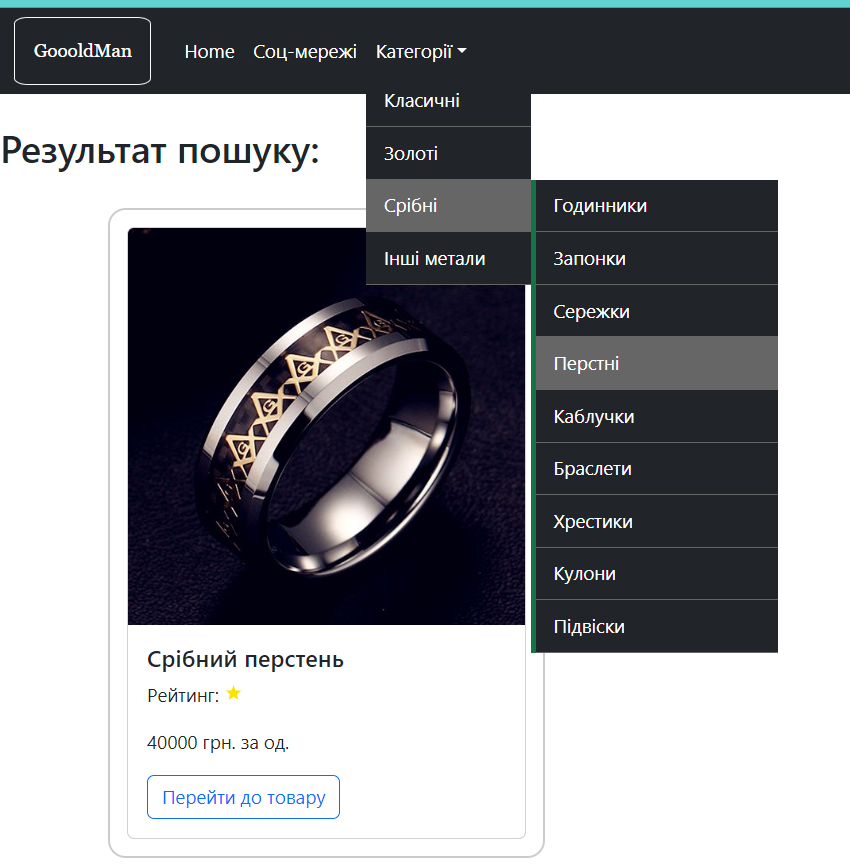 GoooldMan
Home Соц-мережі Категорії
Класичні
Золоті
Срібні
Інші метали
Годинники
Запонки
Сережки
Перстні
Каблучки
Браслети
Хрестики
Кулони
Підвіски
Результат пошуку:
Срібний перстень
Рейтинг:
40000 грн. за од.
Перейти до товару